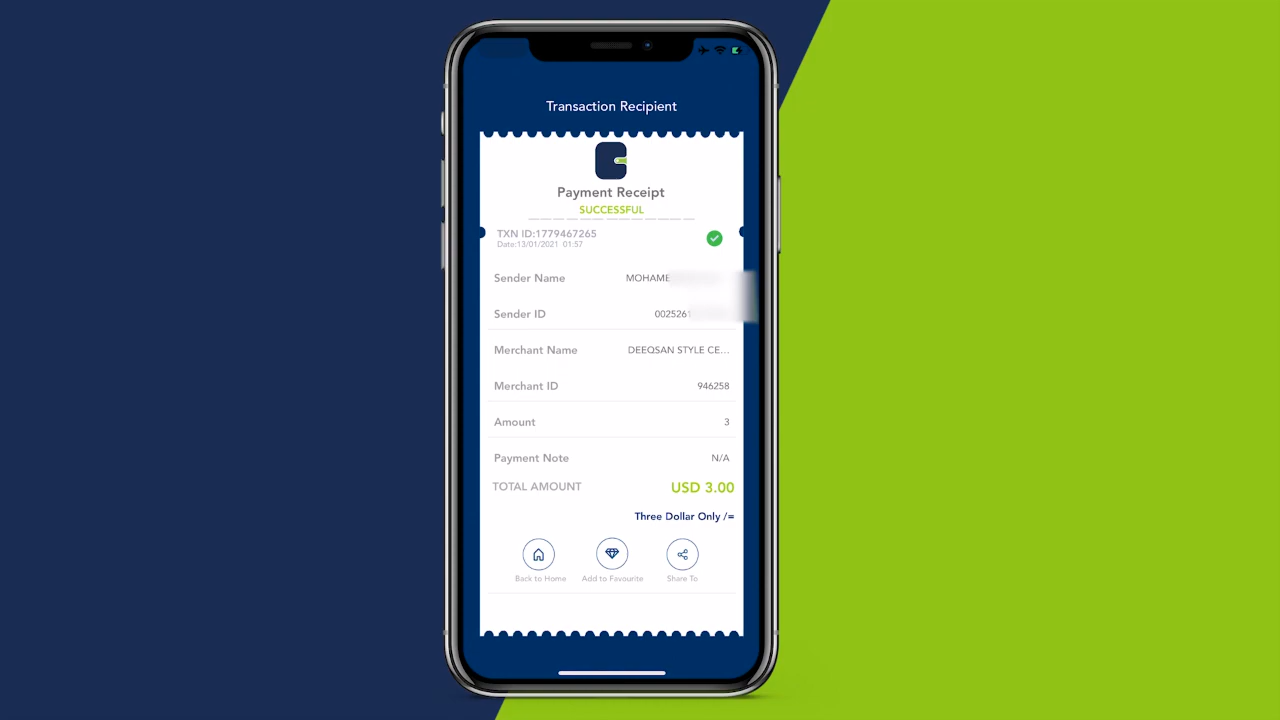 Transaction Recipient
Payment Receipt
SUCCESSFUL
TXN ID:1779467265
Date:13/01/2021 01:57
Sender Name MOHAME
Sender ID 0025261
Merchant Name DEEQSAN STYLE CE...
Merchant ID 946258
Amount 3
Payment Note N/A
TOTAL AMOUNT USD 3.00
Three Dollar Only /=
Back to Home Add to Favourite Share To